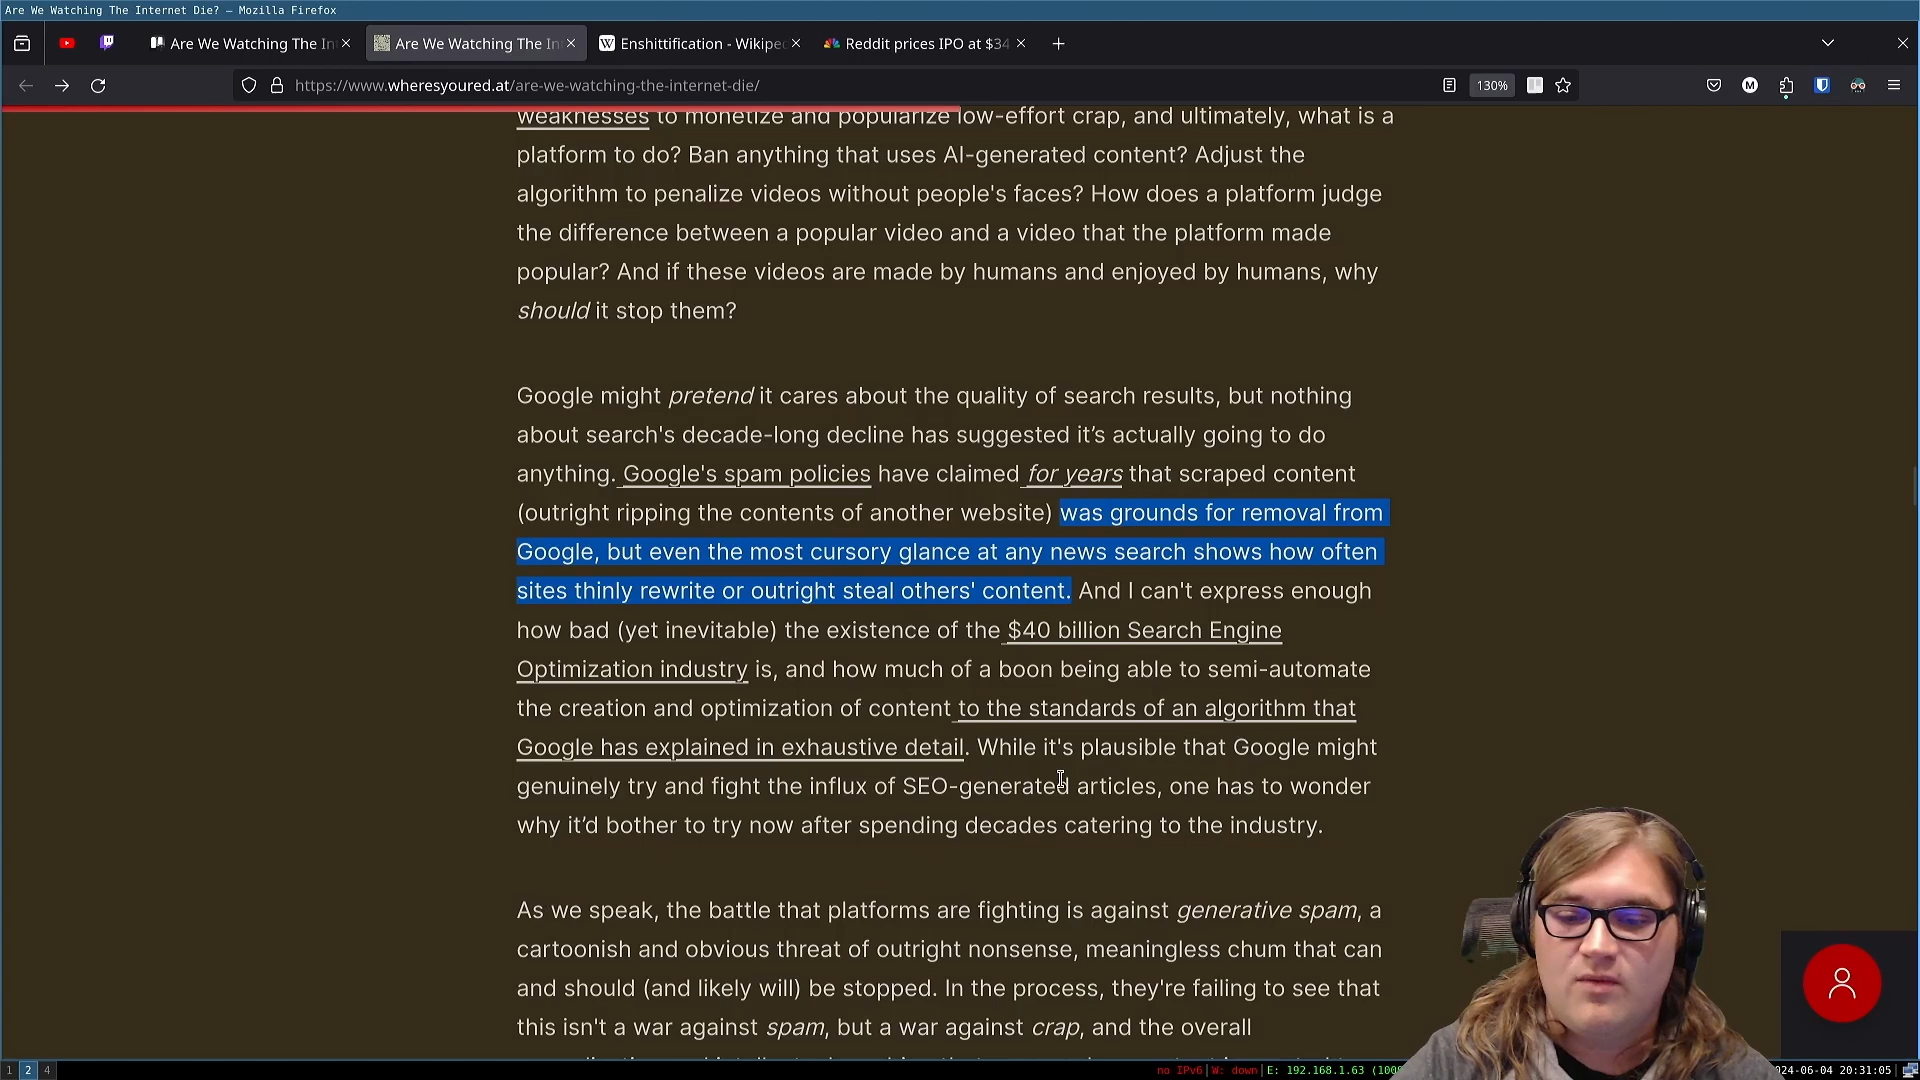 Are We Watching The Internet Die? — Mozilla Firefox
Are We Watching The In
Are We Watching The In
Enshittification - Wikiped
Reddit prices IPO at $34
https://www.wheresyoured.at/are-we-watching-the-internet-die/
130%
weaknesses to monetize and popularize low-effort crap, and ultimately, what is a
platform to do? Ban anything that uses AI-generated content? Adjust the
algorithm to penalize videos without people's faces? How does a platform judge
the difference between a popular video and a video that the platform made
popular? And if these videos are made by humans and enjoyed by humans, why
should it stop them?
Google might pretend it cares about the quality of search results, but nothing
about search's decade-long decline has suggested it’s actually going to do
anything. Google's spam policies have claimed for years that scraped content
(outright ripping the contents of another website) was grounds for removal from
Google, but even the most cursory glance at any news search shows how often
sites thinly rewrite or outright steal others' content. And I can't express enough
how bad (yet inevitable) the existence of the $40 billion Search Engine
Optimization industry is, and how much of a boon being able to semi-automate
the creation and optimization of content to the standards of an algorithm that
Google has explained in exhaustive detail. While it's plausible that Google might
genuinely try and fight the influx of SEO-generated articles, one has to wonder
why it’d bother to try now after spending decades catering to the industry.
As we speak, the battle that platforms are fighting is against generative spam, a
cartoonish and obvious threat of outright nonsense, meaningless chum that can
and should (and likely will) be stopped. In the process, they're failing to see that
this isn't a war against spam, but a war against crap, and the overall
1 2 4
no IPv6|W: down|E: 192.168.1.63
024-06-04 20:31:05